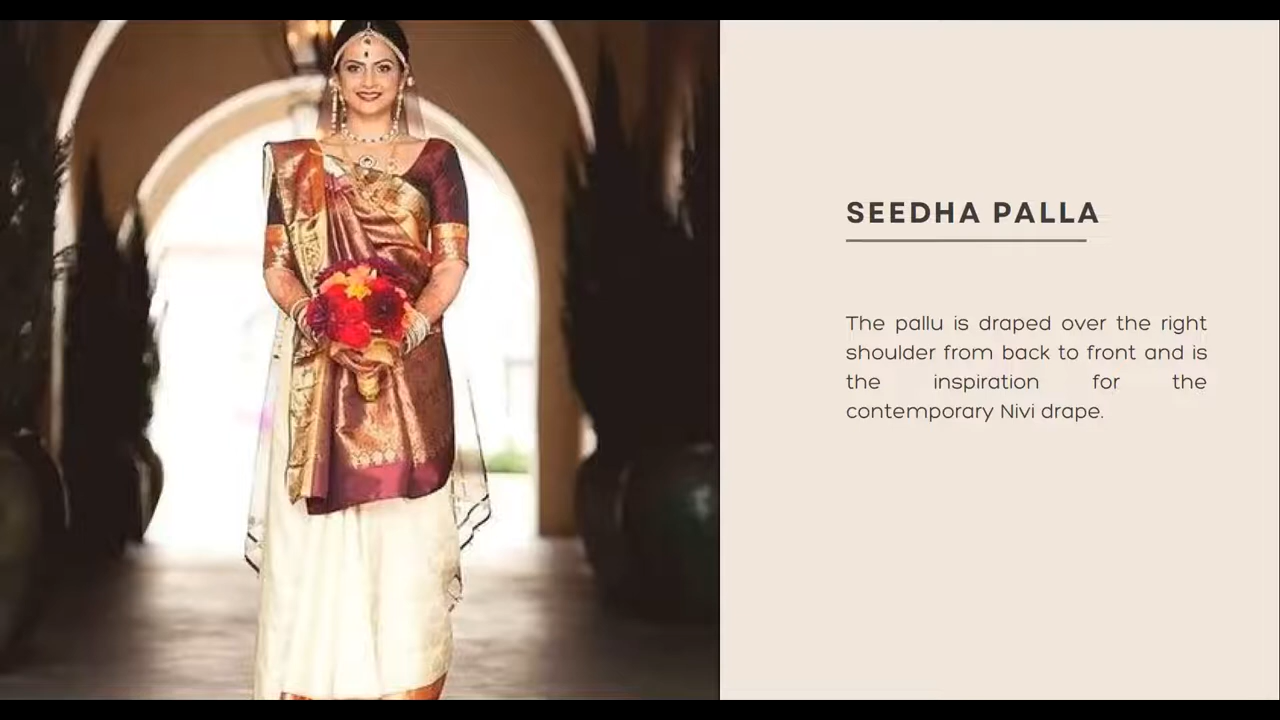 SEEDHA PALLA
The pallu is draped over the right
shoulder from back to front and is
the inspiration for the
contemporary Nivi drape.